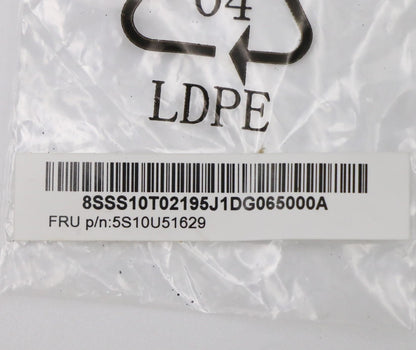 04
LDPE
8SSS10T02195J1DG065000A
FRU p/n:5S10U51629